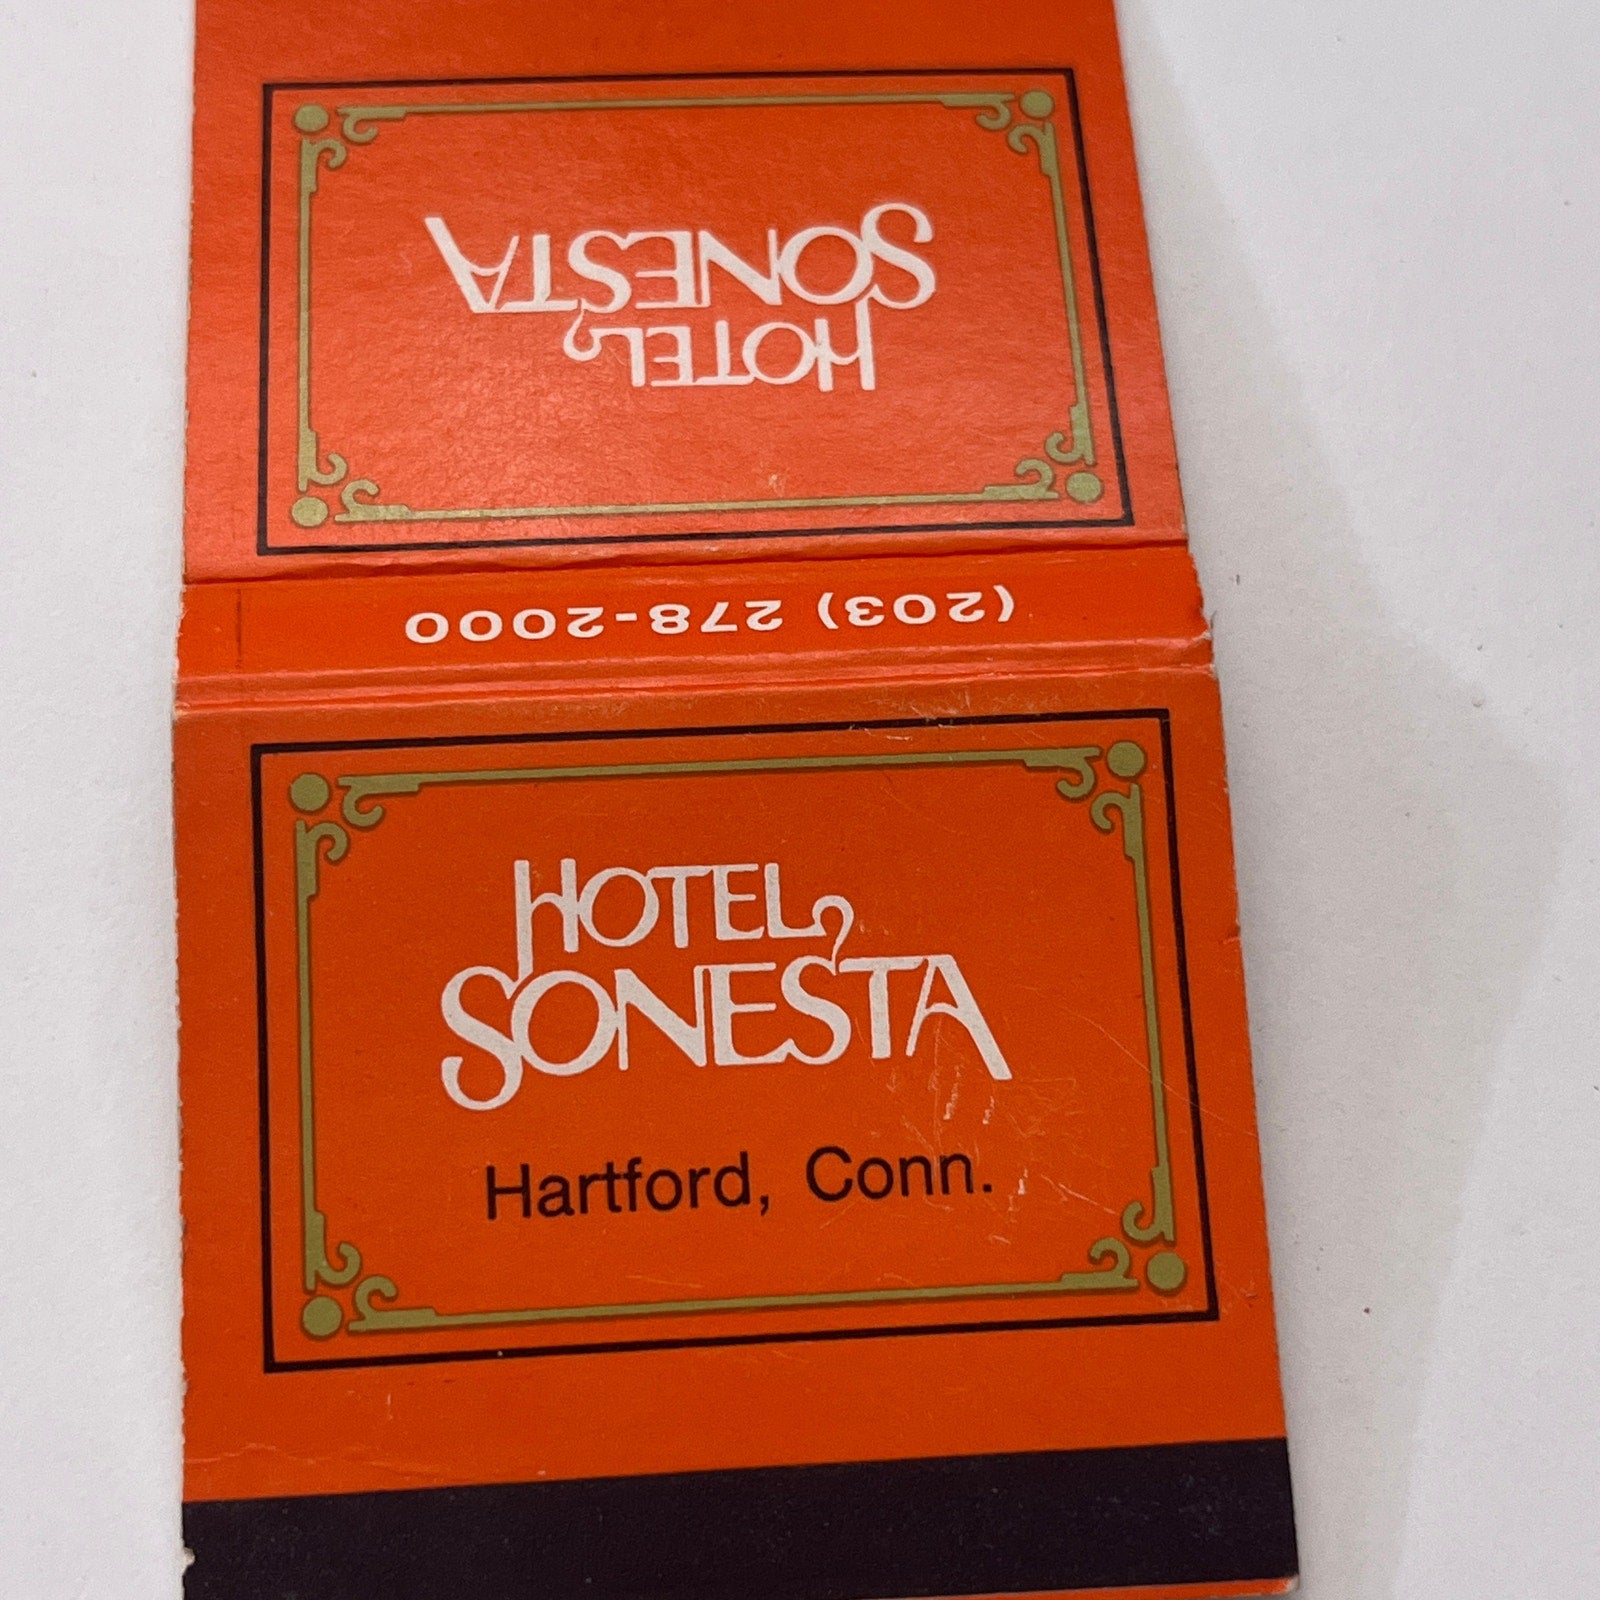 HOTEL
SONESTA
(203) 278-2000
HOTEL
SONESTA
Hartford, Conn.